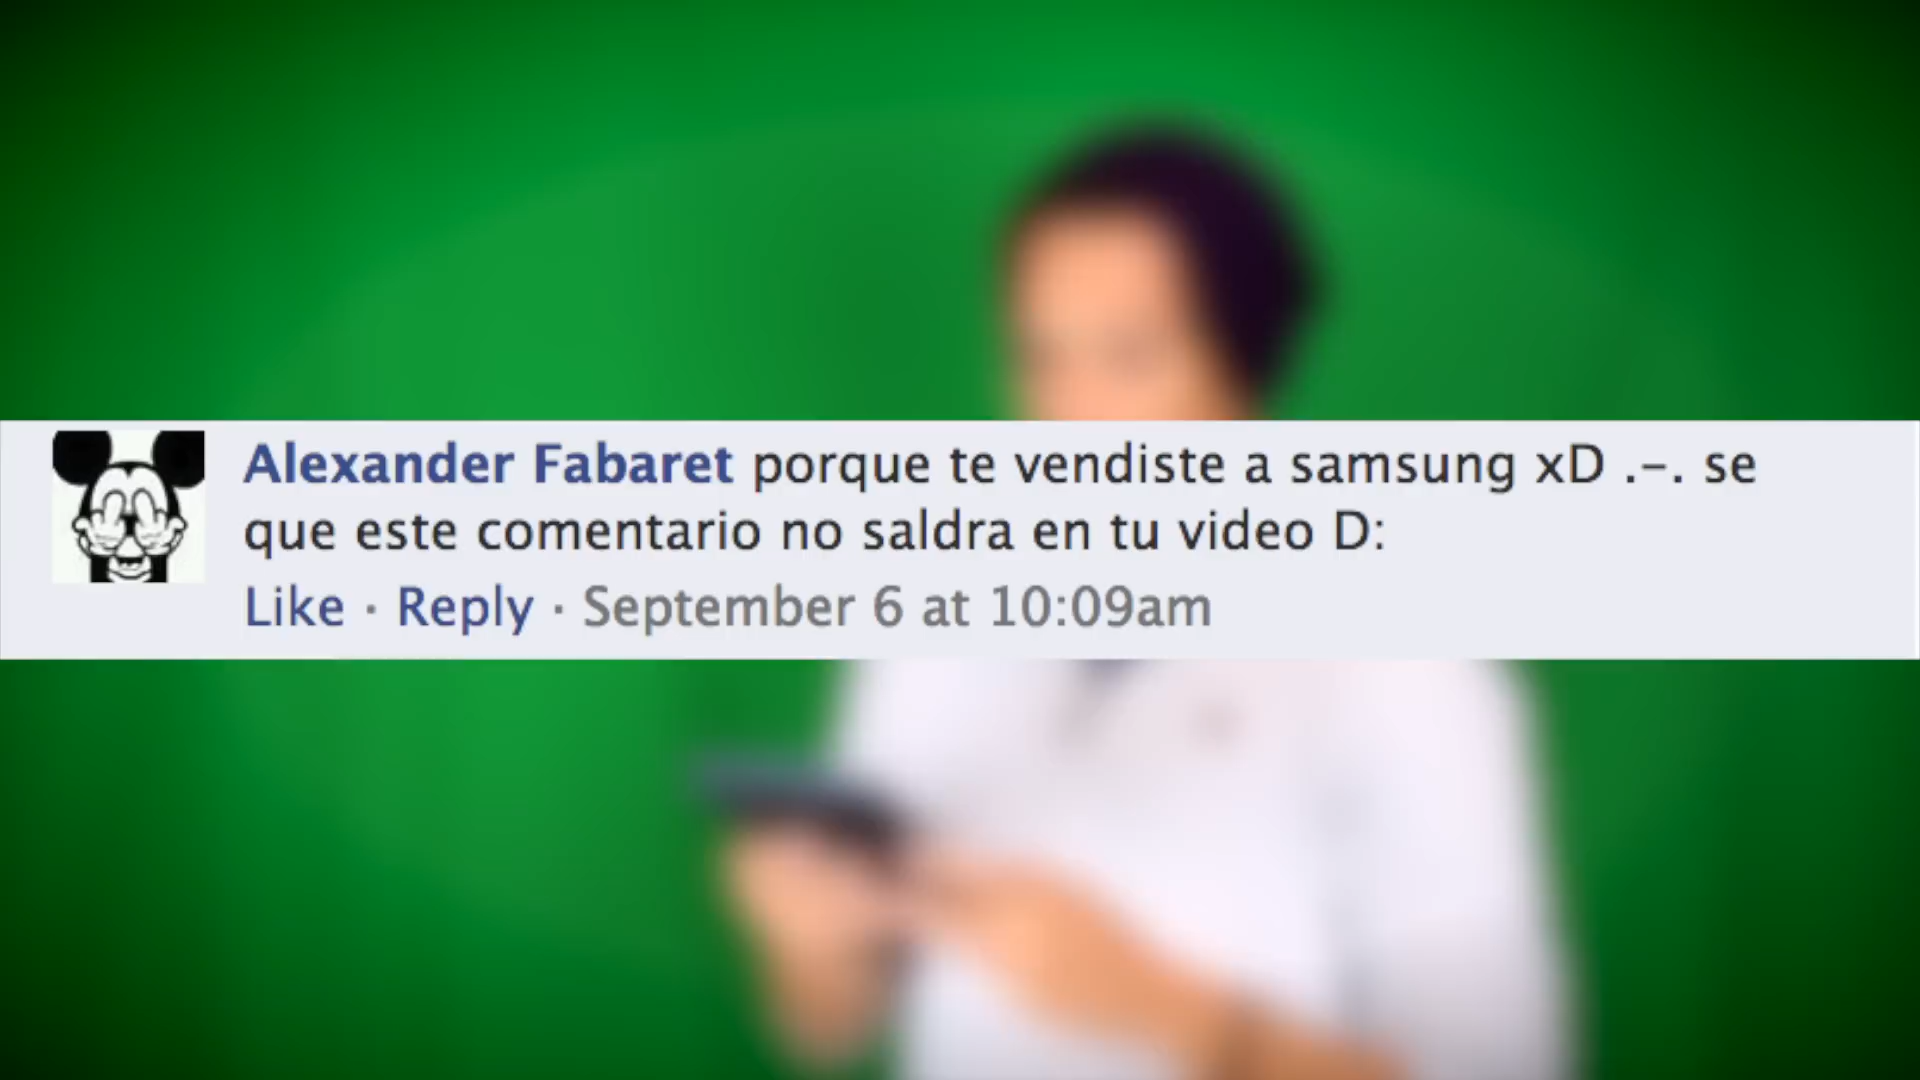 Alexander Fabaret porque te vendiste a samsung xD .-. se
que este comentario no saldra en tu video D:
Like · Reply · September 6 at 10:09am